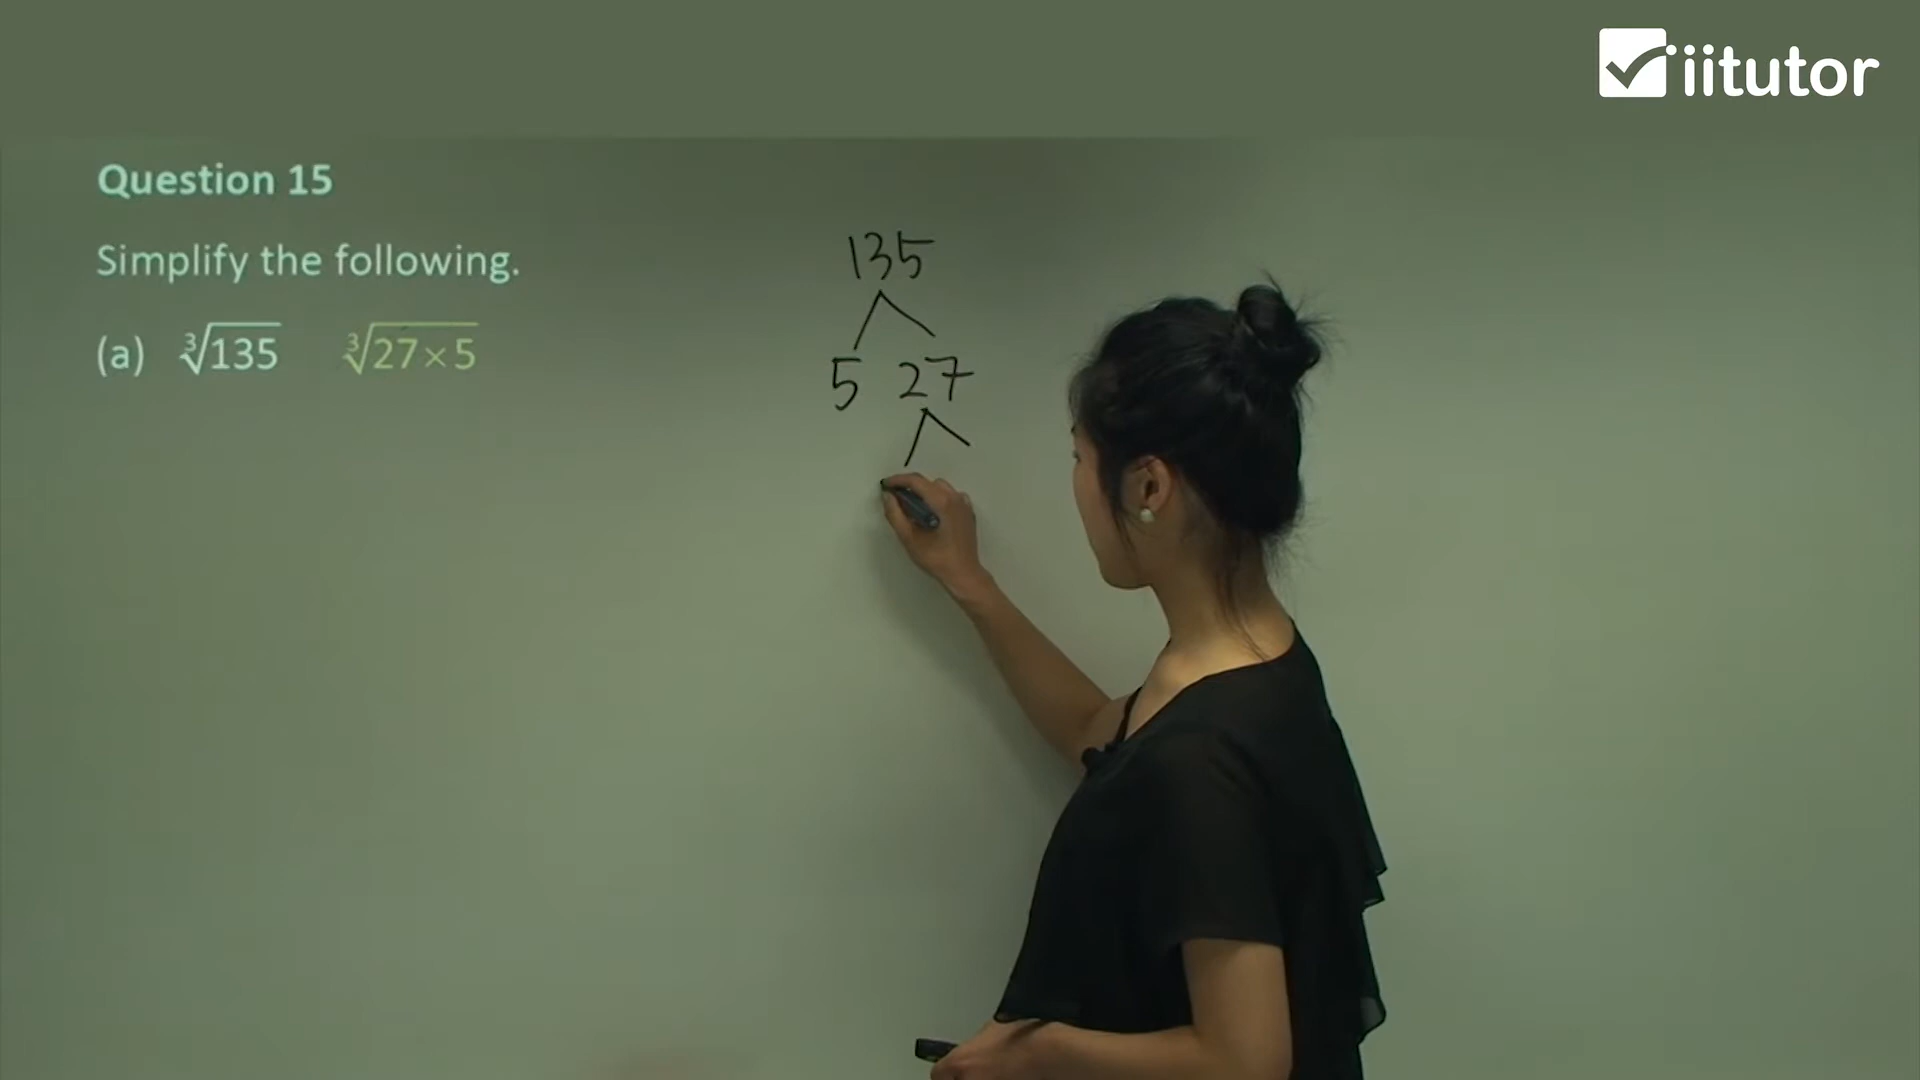 iitutor
Question 15
Simplify the following.
(a) ∛135 ∛27×5
135
5 27